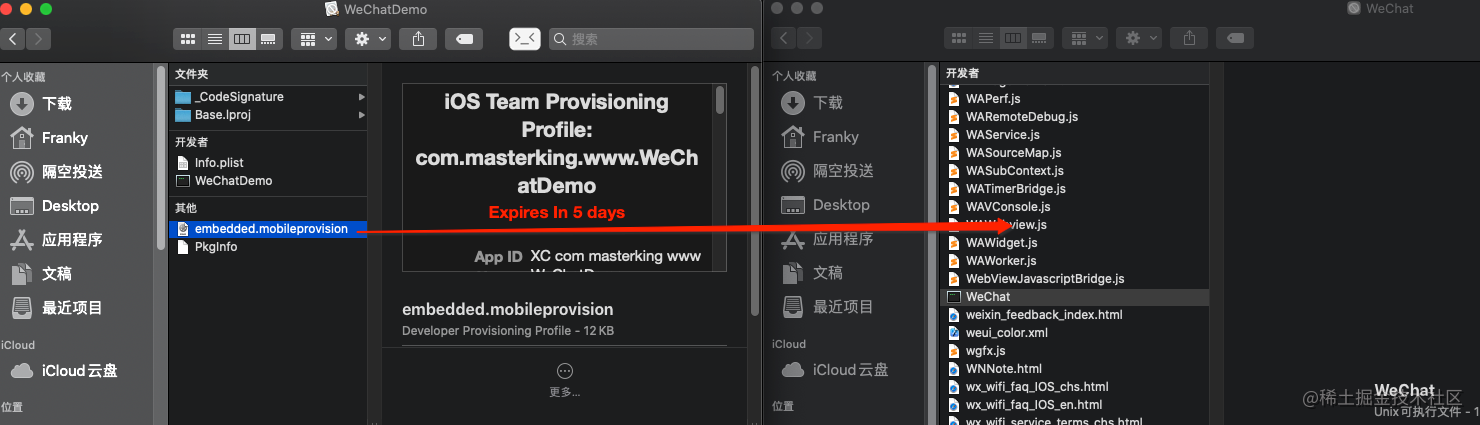 WeChatDemo
搜索
个人收藏
下载
Franky
隔空投送
Desktop
应用程序
文稿
最近项目
iCloud
iCloud云盘
位置
文件夹
_CodeSignature
Base.lproj
开发者
Info.plist
WeChatDemo
其他
embedded.mobileprovision
PkgInfo
iOS Team Provisioning
Profile:
com.masterking.www.WeCh
atDemo
Expires In 5 days
App ID XC com masterking www
WeChatDemo
embedded.mobileprovision
Developer Provisioning Profile - 12 KB
更多...
WeChat
个人收藏
下载
Franky
隔空投送
Desktop
应用程序
文稿
最近项目
iCloud
iCloud云盘
位置
开发者
WAPerf.js
WARemoteDebug.js
WAService.js
WASourceMap.js
WASubContext.js
WATimerBridge.js
WAVConsole.js
WAWebview.js
WAWidget.js
WAWorker.js
WebViewJavascriptBridge.js
WeChat
weixin_feedback_index.html
weui_color.xml
wgfx.js
WNNote.html
wx_wifi_faq_IOS_chs.html
wx_wifi_faq_IOS_en.html
wx_wifi_service_terms_chs.html
WeChat
Unix可执行文件 - 1
@稀土掘金技术社区